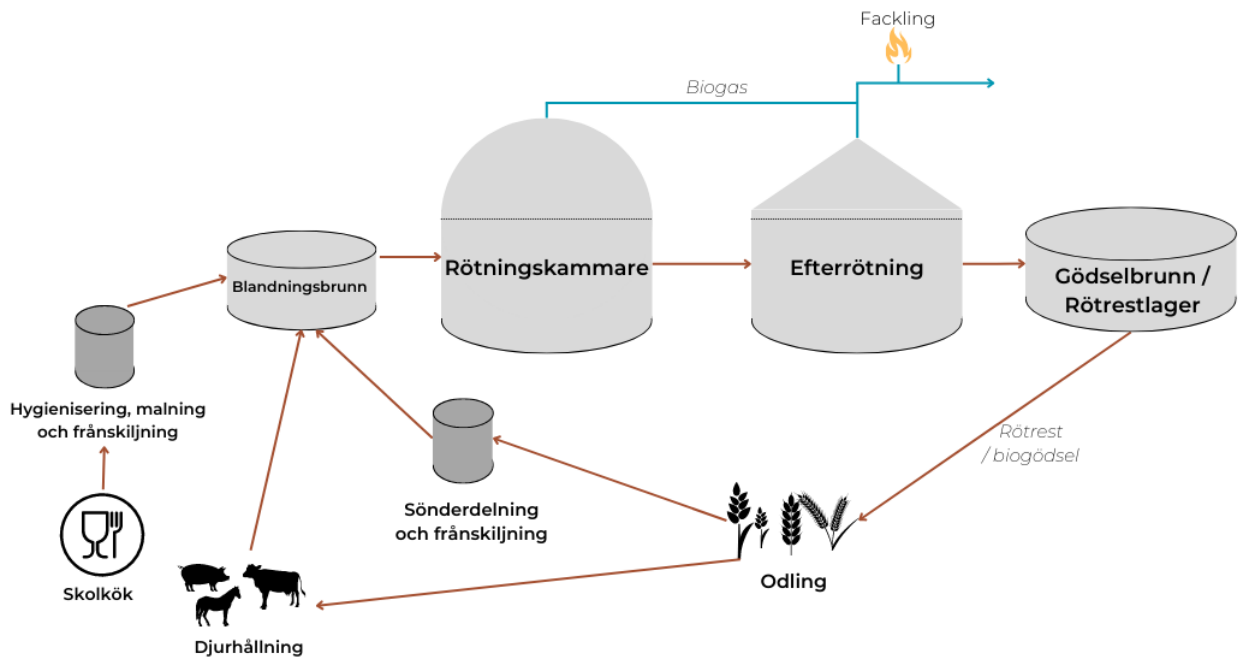 Fackling
Biogas
Rötningskammare
Efterrötning
Gödselbrunn /
Rötrestlager
Blandningsbrunn
Hygienisering, malning
och frånskiljning
Rötrest
/ biogödsel
Sönderdelning
och frånskiljning
Odling
Skolkök
Djurhållning